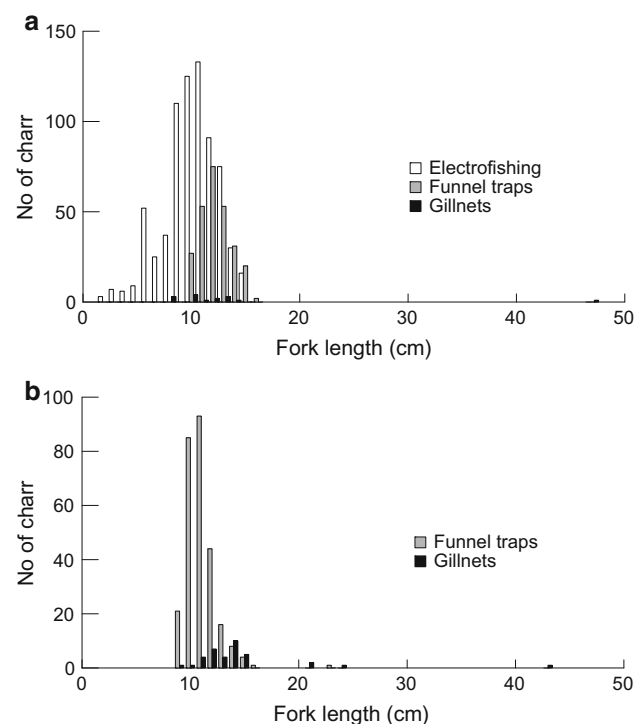 a
150
100
50
0
No of charr
Electrofishing
Funnel traps
Gillnets
0 10 20 30 40 50
Fork length (cm)
b
100
80
60
40
20
0
No of charr
Funnel traps
Gillnets
0 10 20 30 40 50
Fork length (cm)